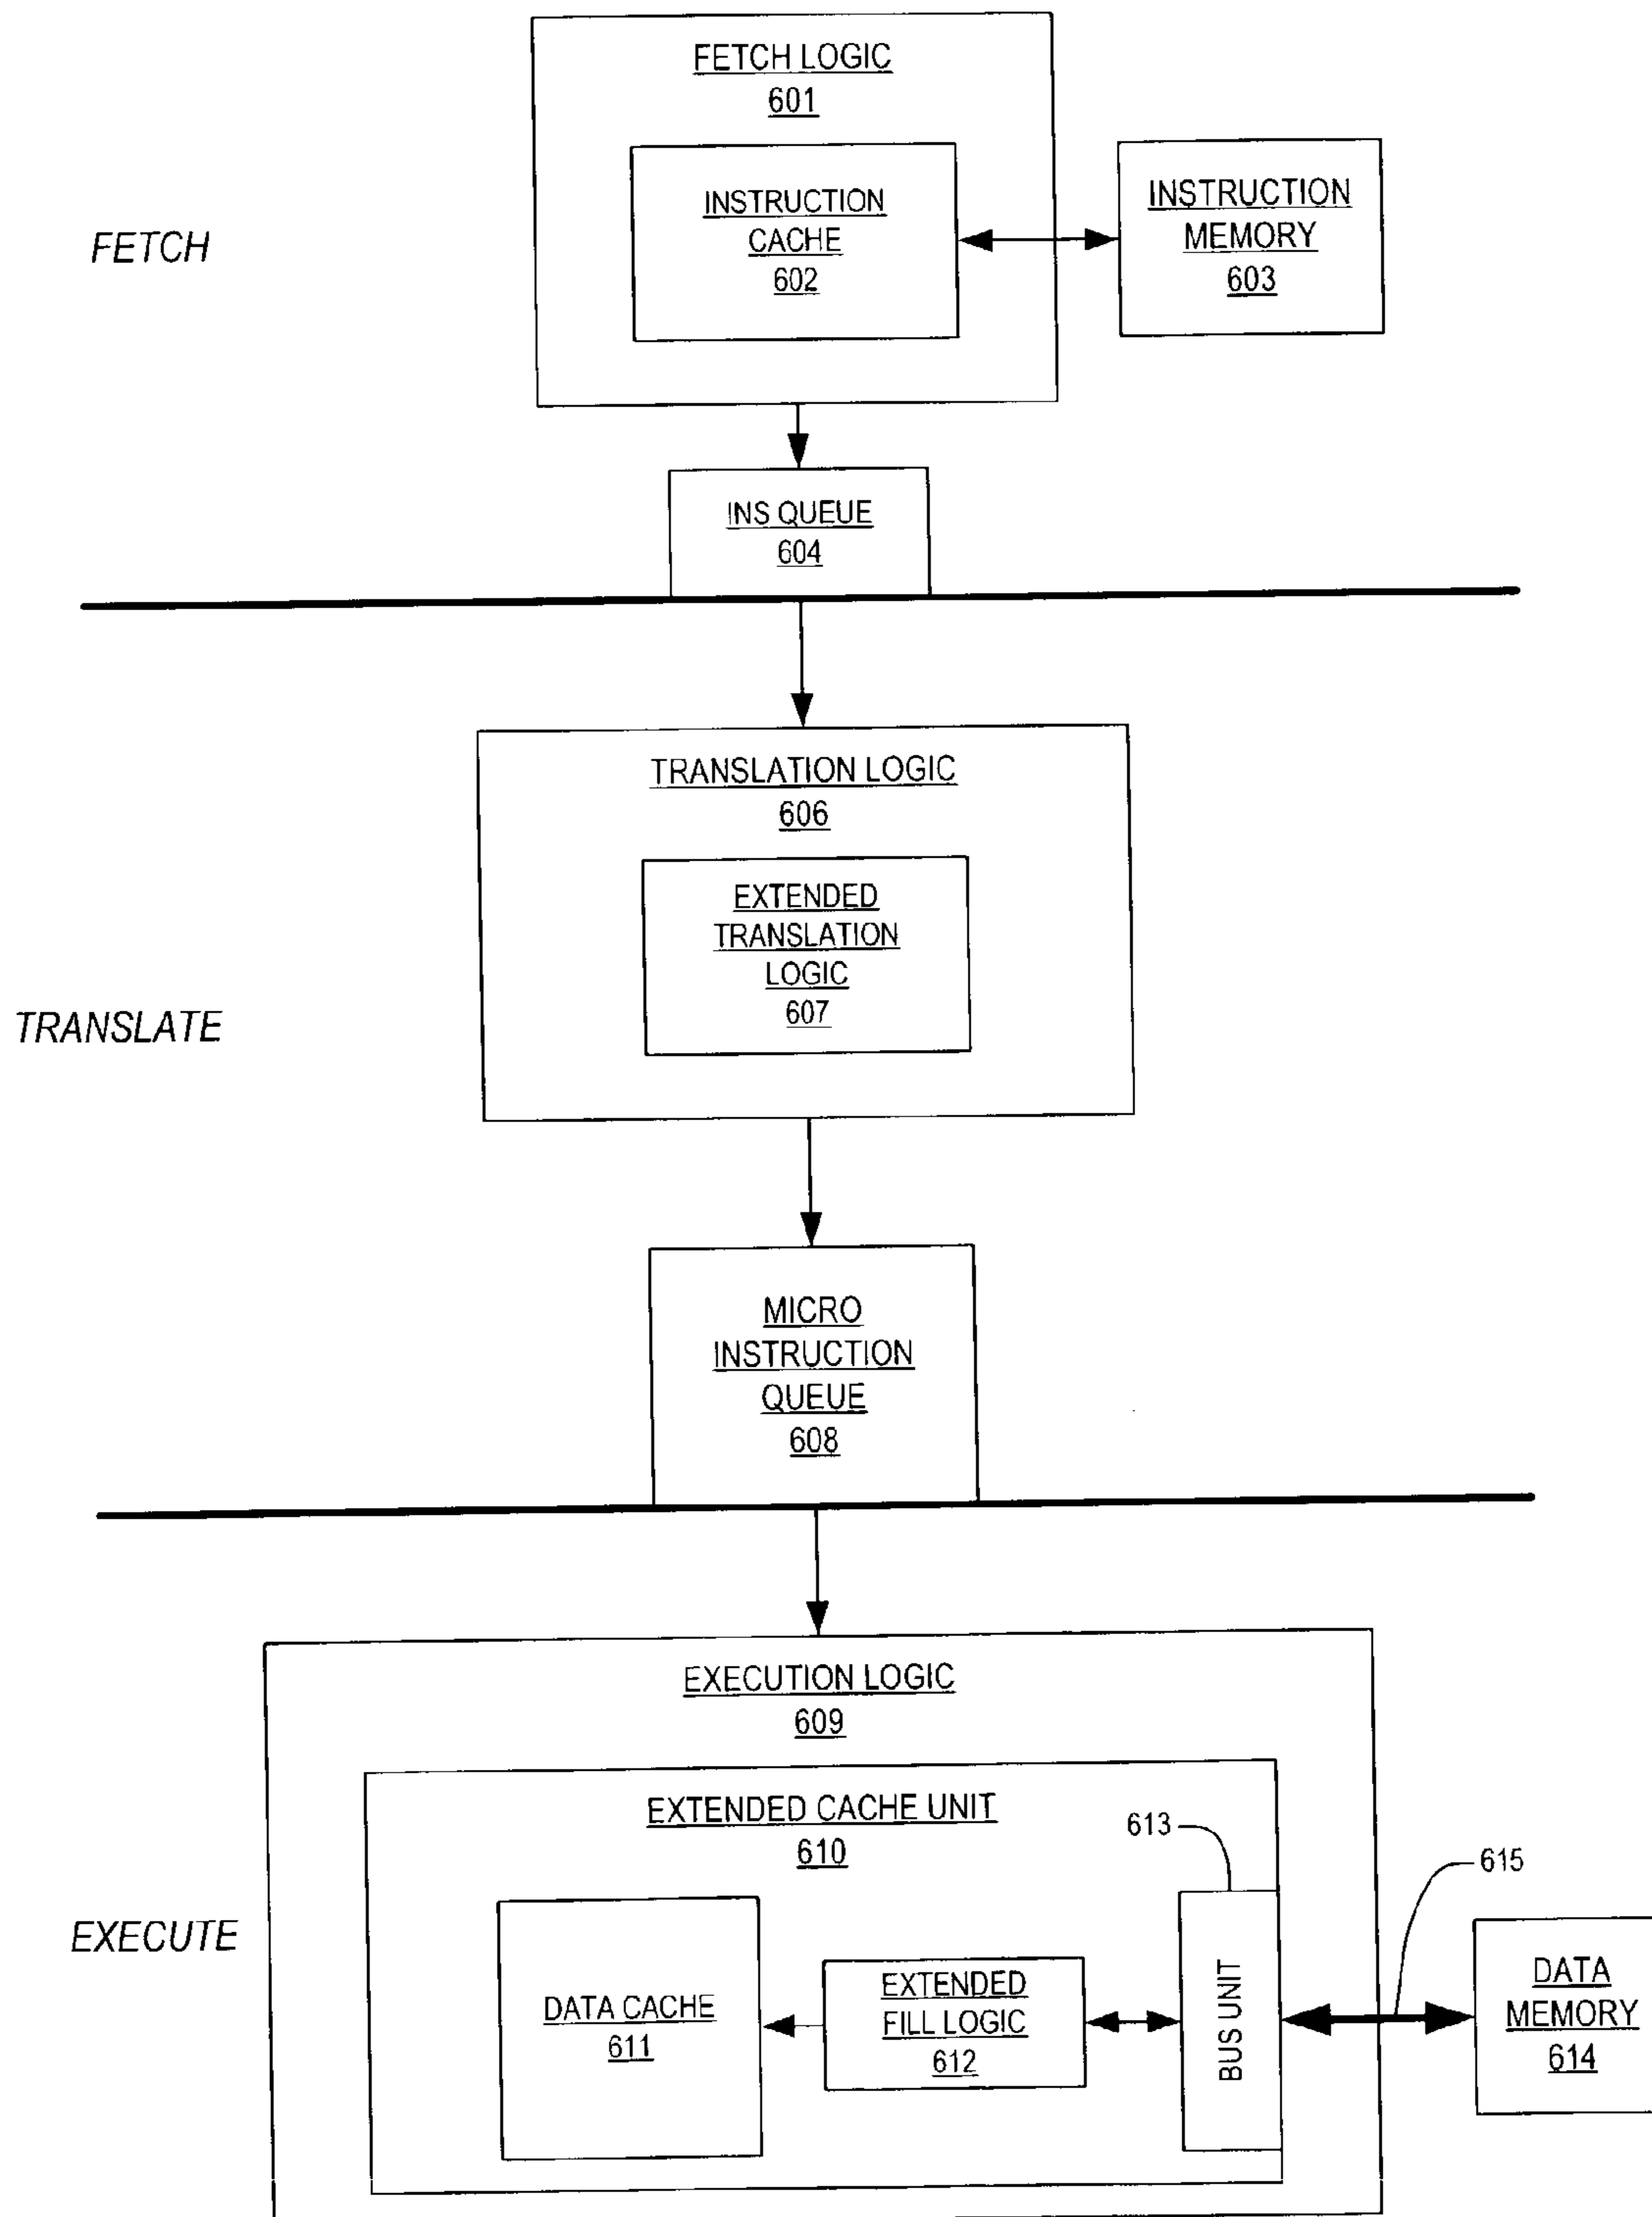 FETCH LOGIC
601
INSTRUCTION
CACHE
602
INSTRUCTION
MEMORY
603
FETCH
INS QUEUE
604
TRANSLATION LOGIC
606
EXTENDED
TRANSLATION
LOGIC
607
TRANSLATE
MICRO
INSTRUCTION
QUEUE
608
EXECUTION LOGIC
609
EXTENDED CACHE UNIT
610
613
615
EXECUTE
DATA CACHE
611
EXTENDED
FILL LOGIC
612
BUS UNIT
DATA
MEMORY
614